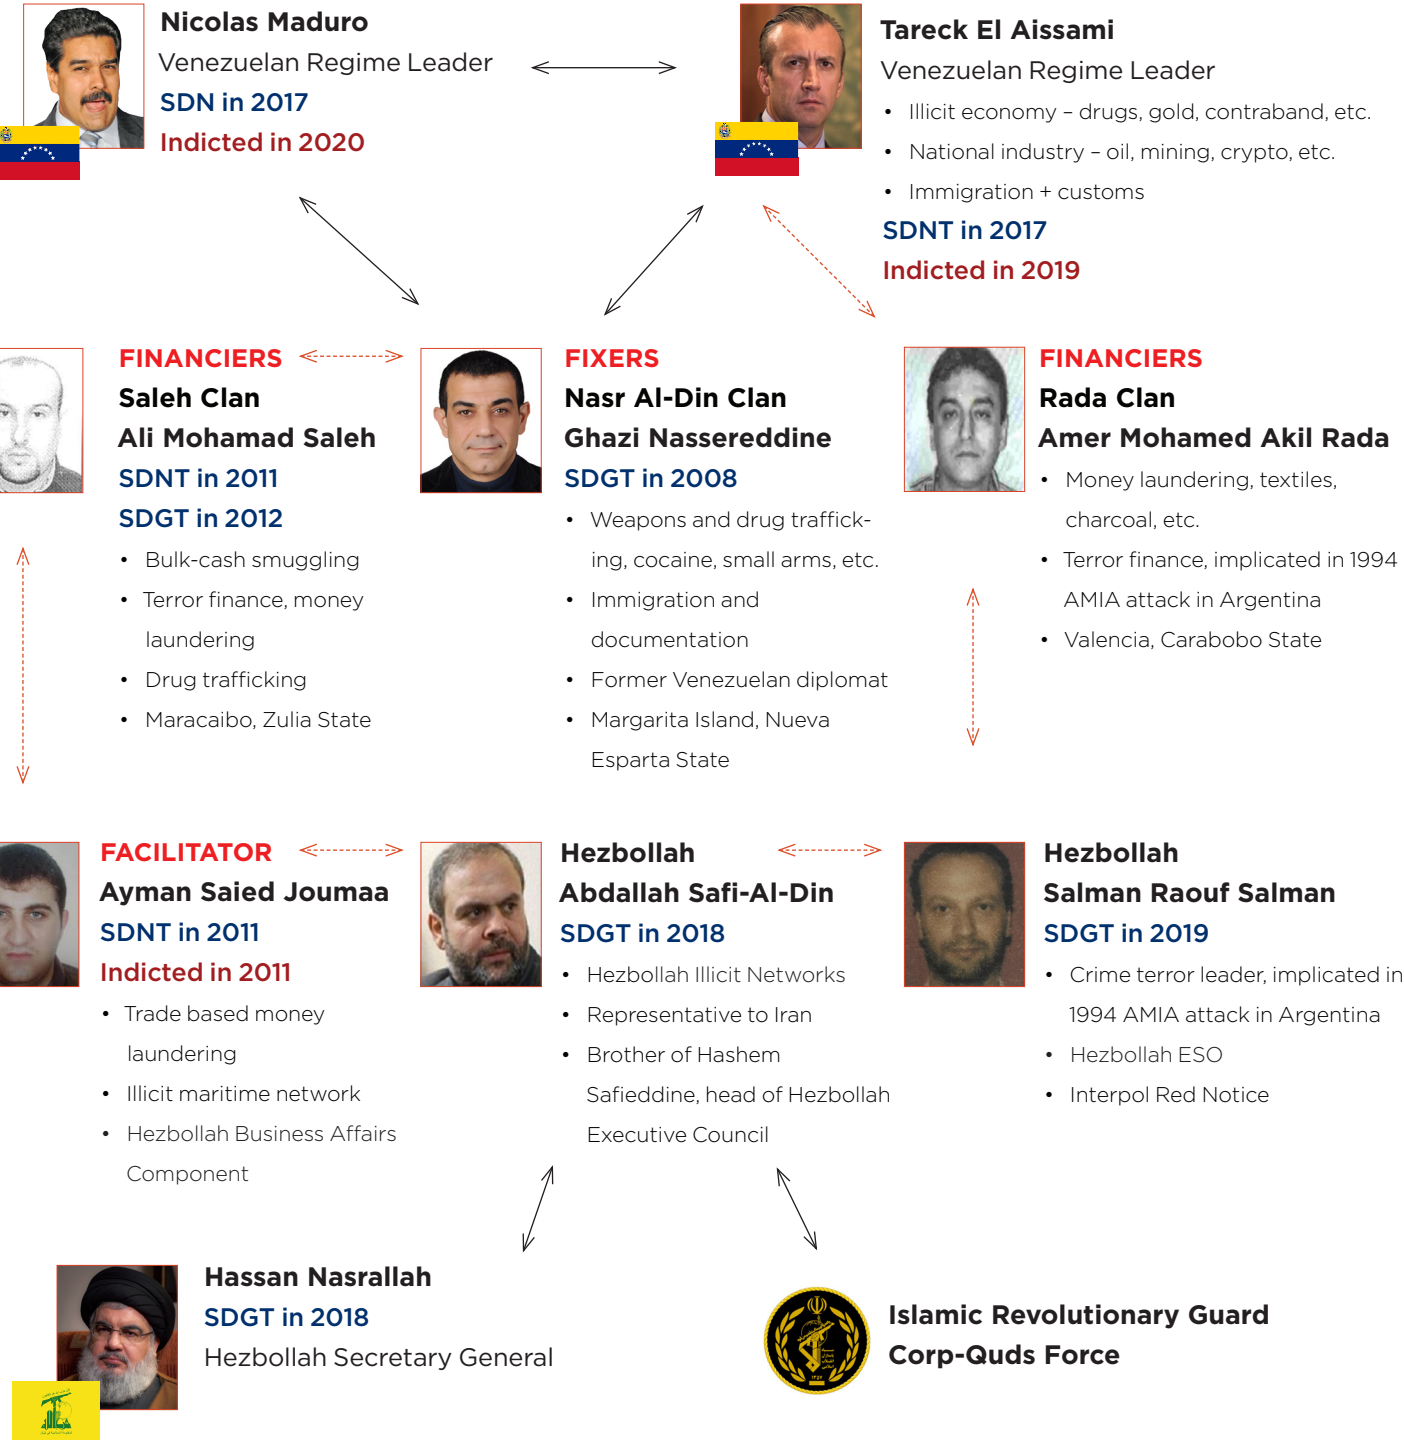 Nicolas Maduro
Venezuelan Regime Leader
SDN in 2017
Indicted in 2020
Tareck El Aissami
Venezuelan Regime Leader
• Illicit economy – drugs, gold, contraband, etc.
• National industry – oil, mining, crypto, etc.
• Immigration + customs
SDNT in 2017
Indicted in 2019
FINANCIERS
Saleh Clan
Ali Mohamad Saleh
SDNT in 2011
SDGT in 2012
• Bulk-cash smuggling
• Terror finance, money
laundering
• Drug trafficking
• Maracaibo, Zulia State
FIXERS
Nasr Al-Din Clan
Ghazi Nassereddine
SDGT in 2008
• Weapons and drug traffick-
ing, cocaine, small arms, etc.
• Immigration and
documentation
• Former Venezuelan diplomat
• Margarita Island, Nueva
Esparta State
FINANCIERS
Rada Clan
Amer Mohamed Akil Rada
• Money laundering, textiles,
charcoal, etc.
• Terror finance, implicated in 1994
AMIA attack in Argentina
• Valencia, Carabobo State
FACILITATOR
Ayman Saied Joumaa
SDNT in 2011
Indicted in 2011
• Trade based money
laundering
• Illicit maritime network
• Hezbollah Business Affairs
Component
Hezbollah
Abdallah Safi-Al-Din
SDGT in 2018
• Hezbollah Illicit Networks
• Representative to Iran
• Brother of Hashem
Safieddine, head of Hezbollah
Executive Council
Hezbollah
Salman Raouf Salman
SDGT in 2019
• Crime terror leader, implicated in
1994 AMIA attack in Argentina
• Hezbollah ESO
• Interpol Red Notice
Hassan Nasrallah
SDGT in 2018
Hezbollah Secretary General
Islamic Revolutionary Guard
Corp-Quds Force